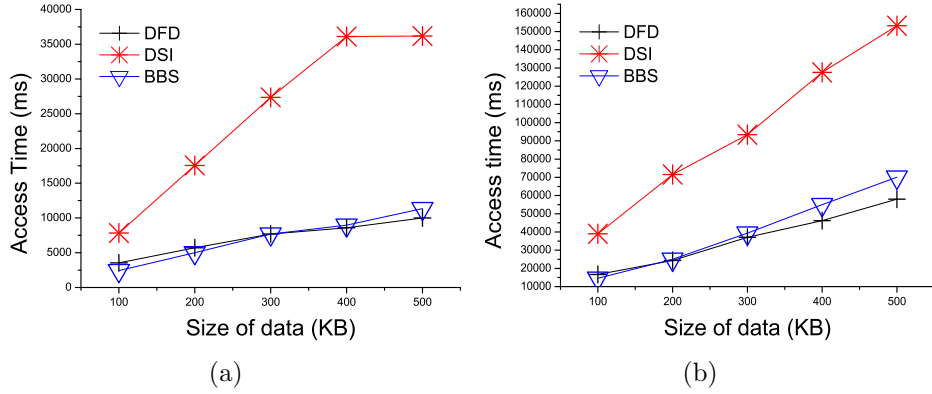 40000
35000
30000
25000
20000
15000
10000
5000
0
Access Time (ms)
DFD
DSI
BBS
100 200 300 400 500
Size of data (KB)
(a)
160000
150000
140000
130000
120000
110000
100000
90000
80000
70000
60000
50000
40000
30000
20000
10000
Access time (ms)
DFD
DSI
BBS
100 200 300 400 500
Size of data (KB)
(b)